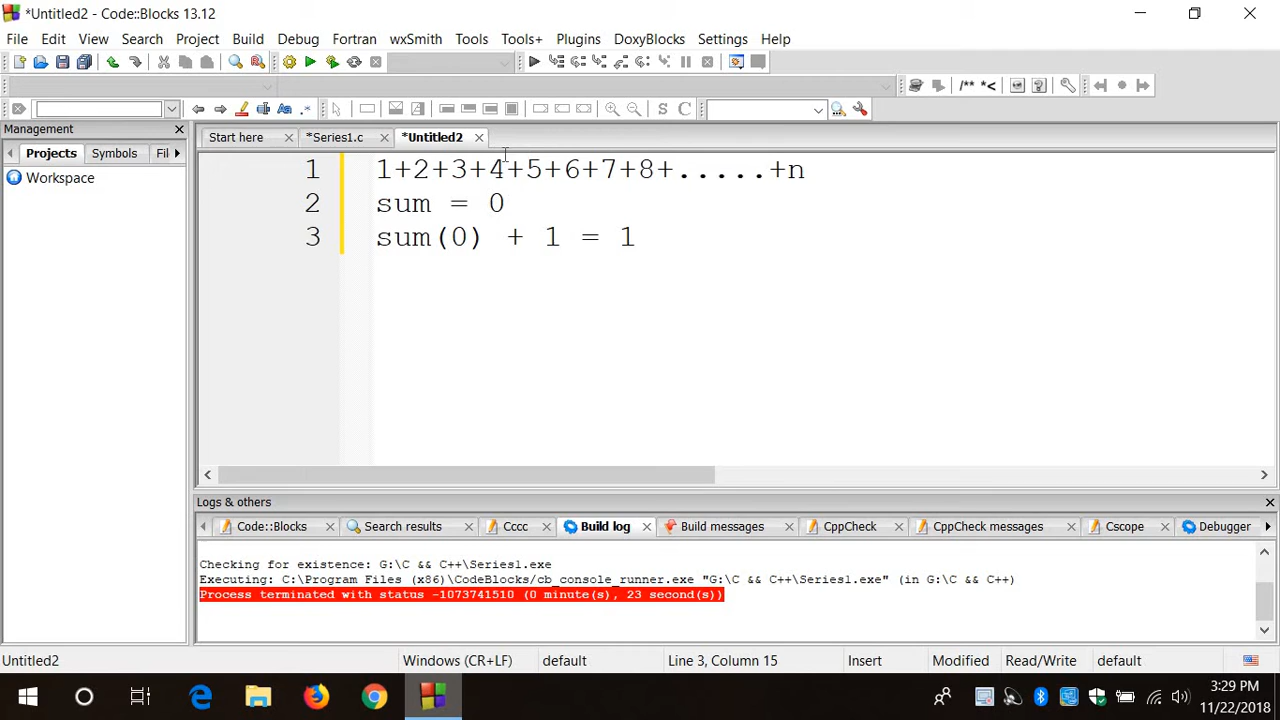 *Untitled2 - Code::Blocks 13.12
File Edit View Search Project Build Debug Fortran wxSmith Tools Tools+ Plugins DoxyBlocks Settings Help
/** *<
S C
Management
Start here *Series1.c *Untitled2
Projects Symbols Fil
Workspace
1 1+2+3+4+5+6+7+8+.....+n
2 sum = 0
3 sum(0) + 1 = 1
Logs & others
Code::Blocks Search results Cccc Build log Build messages CppCheck CppCheck messages Cscope Debugger
Checking for existence: G:\C && C++\Series1.exe
Executing: C:\Program Files (x86)\CodeBlocks/cb_console_runner.exe "G:\C && C++\Series1.exe" (in G:\C && C++)
Process terminated with status -1073741510 (0 minute(s), 23 second(s))
Untitled2 Windows (CR+LF) default Line 3, Column 15 Insert Modified Read/Write default
3:29 PM
11/22/2018